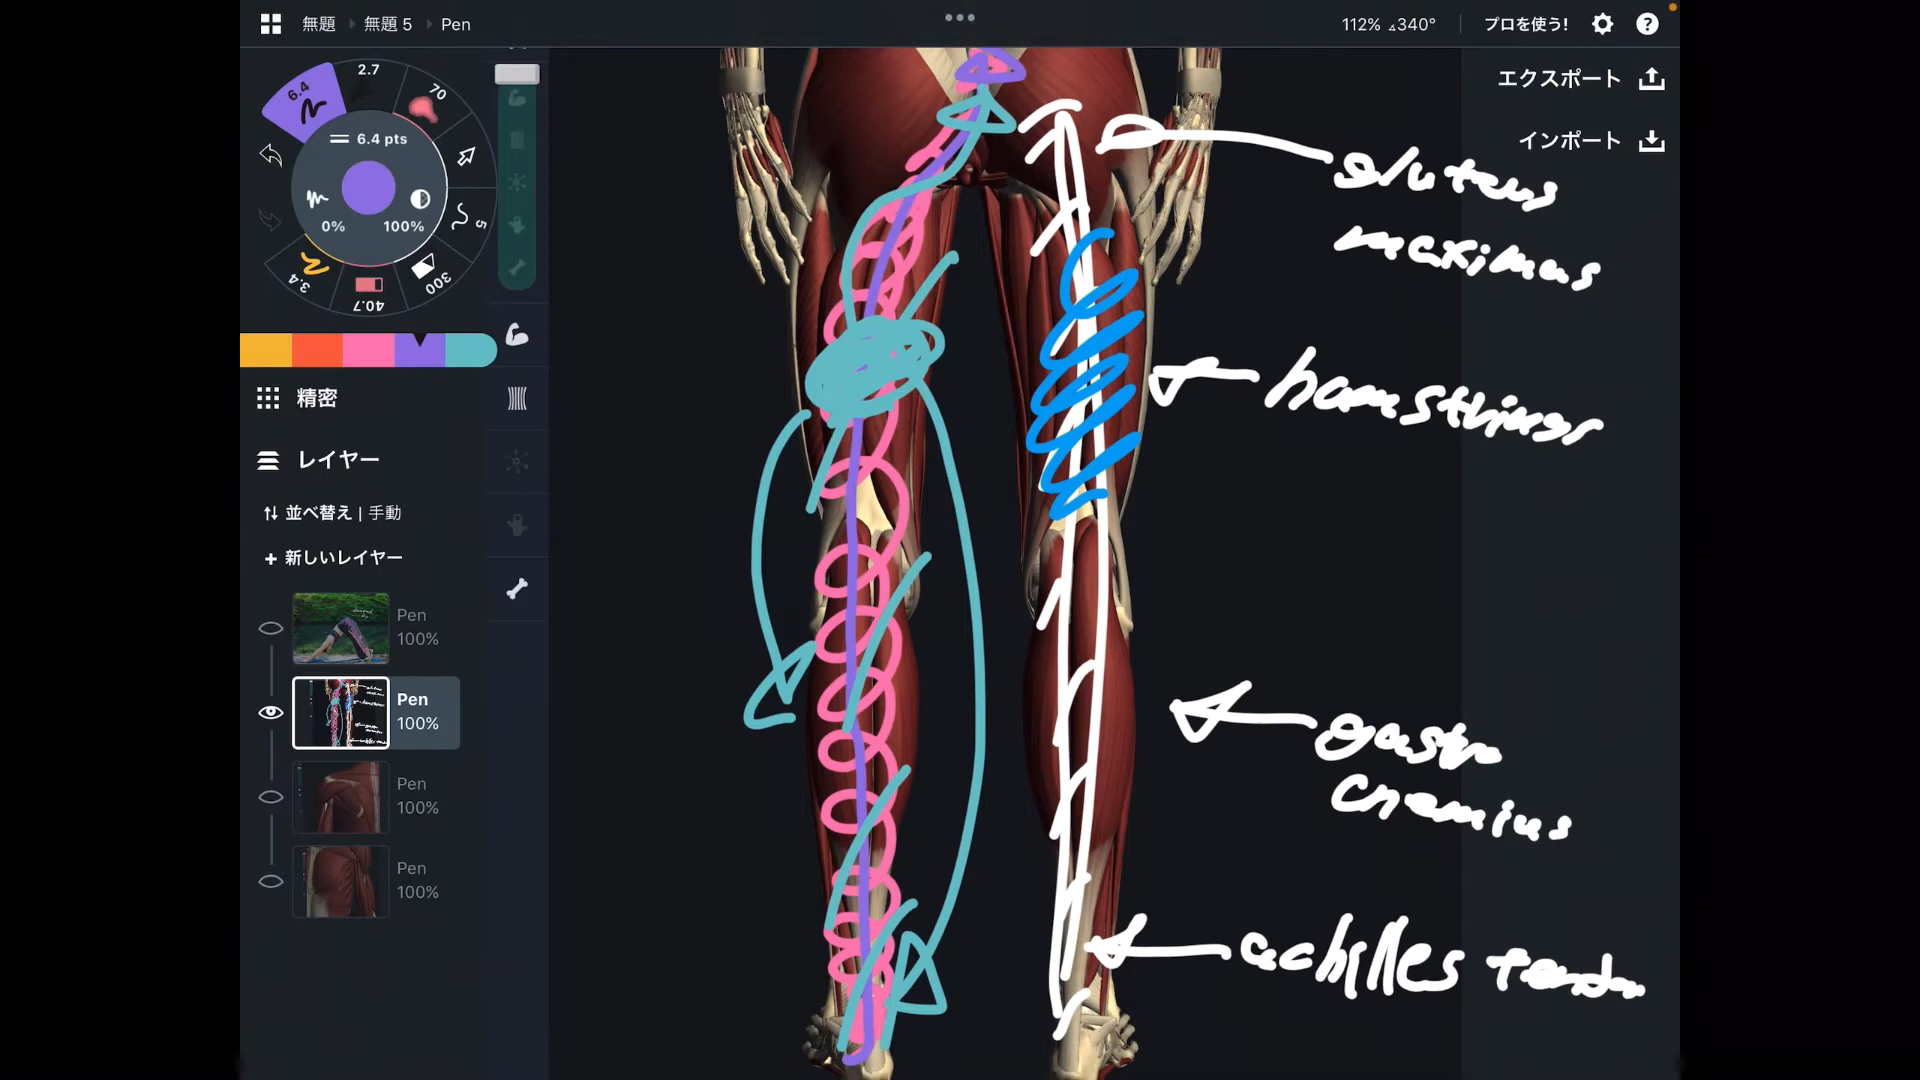 無題 無題 5 Pen
112% 340°
プロを使う!
2.7
6.4
70
6.4 pts
0%
100%
5
3.4
40.7
300
エクスポート
インポート
精密
レイヤー
並べ替え | 手動
+ 新しいレイヤー
Pen
100%
Pen
100%
Pen
100%
Pen
100%
gluteus
maximus
hamstrings
gastro
cnemius
achilles tendon